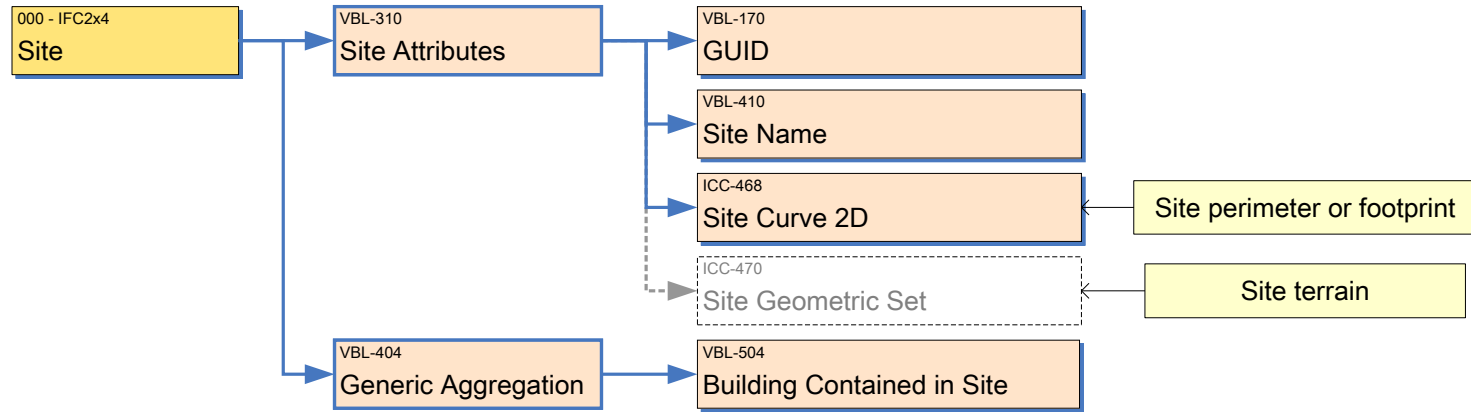 000 - IFC2x4
Site
VBL-310
Site Attributes
VBL-170
GUID
VBL-410
Site Name
ICC-468
Site Curve 2D
Site perimeter or footprint
ICC-470
Site Geometric Set
Site terrain
VBL-404
Generic Aggregation
VBL-504
Building Contained in Site